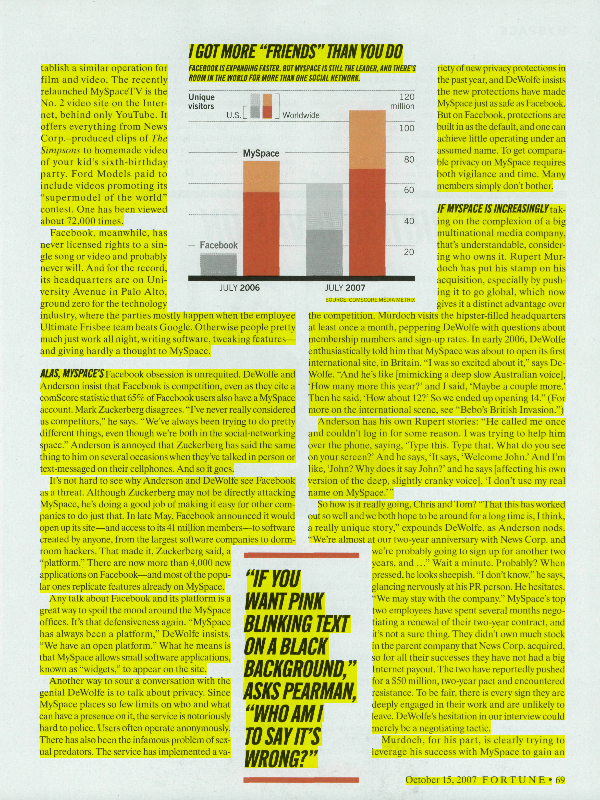 I GOT MORE “FRIENDS” THAN YOU DO
FACEBOOK IS EXPANDING FASTER, BUT MYSPACE IS STILL THE LEADER, AND THERE’S
ROOM IN THE WORLD FOR MORE THAN ONE SOCIAL NETWORK.
Unique
visitors
U.S.
Worldwide
120
million
100
80
60
40
20
MySpace
Facebook
JULY 2006
JULY 2007
SOURCE: COMSCORE MEDIA METRIX
tablish a similar operation for
film and video. The recently
relaunched MySpaceTV is the
No. 2 video site on the Inter-
net, behind only YouTube. It
offers everything from News
Corp.–produced clips of The
Simpsons to homemade video
of your kid’s sixth-birthday
party. Ford Models paid to
include videos promoting its
“supermodel of the world”
contest. One has been viewed
about 72,000 times.
Facebook, meanwhile, has
never licensed rights to a sin-
gle song or video and probably
never will. And for the record,
its headquarters are on Uni-
versity Avenue in Palo Alto,
ground zero for the technology
industry, where the parties mostly happen when the employee
Ultimate Frisbee team beats Google. Otherwise people pretty
much just work all night, writing software, tweaking features—
and giving hardly a thought to MySpace.
ALAS, MYSPACE’S Facebook obsession is unrequited. DeWolfe and
Anderson insist that Facebook is competition, even as they cite a
comScore statistic that 65% of Facebook users also have a MySpace
account. Mark Zuckerberg disagrees. “I’ve never really considered
us competitors,” he says. “We’ve always been trying to do pretty
different things, even though we’re both in the social-networking
space.” Anderson is annoyed that Zuckerberg has said the same
thing to him on several occasions when they’ve talked in person or
text-messaged on their cellphones. And so it goes.
It’s not hard to see why Anderson and DeWolfe see Facebook
as a threat. Although Zuckerberg may not be directly attacking
MySpace, he’s doing a good job of making it easy for other com-
panies to do just that. In late May, Facebook announced it would
open up its site—and access to its 41 million members—to software
created by anyone, from the largest software companies to dorm-
room hackers. That made it, Zuckerberg said, a
“platform.” There are now more than 4,000 new
applications on Facebook—and most of the popu-
lar ones replicate features already on MySpace.
Any talk about Facebook and its platform is a
great way to spoil the mood around the MySpace
offices. It’s that defensiveness again. “MySpace
has always been a platform,” DeWolfe insists.
“We have an open platform.” What he means is
that MySpace allows small software applications,
known as “widgets,” to appear on the site.
Another way to sour a conversation with the
genial DeWolfe is to talk about privacy. Since
MySpace places so few limits on who and what
can have a presence on it, the service is notoriously
hard to police. Users often operate anonymously.
There has also been the infamous problem of sex-
ual predators. The service has implemented a va-
“IF YOU
WANT PINK
BLINKING TEXT
ON A BLACK
BACKGROUND,”
ASKS PEARMAN,
“WHO AM I
TO SAY IT’S
WRONG?”
riety of new privacy protections in
the past year, and DeWolfe insists
the new protections have made
MySpace just as safe as Facebook.
But on Facebook, protections are
built in as the default, and one can
achieve little operating under an
assumed name. To get compara-
ble privacy on MySpace requires
both vigilance and time. Many
members simply don’t bother.
IF MYSPACE IS INCREASINGLY tak-
ing on the complexion of a big
multinational media company,
that’s understandable, consider-
ing who owns it. Rupert Mur-
doch has put his stamp on his
acquisition, especially by push-
ing it to go global, which now
gives it a distinct advantage over
the competition. Murdoch visits the hipster-filled headquarters
at least once a month, peppering DeWolfe with questions about
membership numbers and sign-up rates. In early 2006, DeWolfe
enthusiastically told him that MySpace was about to open its first
international site, in Britain. “I was so excited about it,” says De-
Wolfe. “And he’s like [mimicking a deep slow Australian voice],
‘How many more this year?’ and I said, ‘Maybe a couple more.’
Then he said, ‘How about 12?’ So we ended up opening 14.” (For
more on the international scene, see “Bebo’s British Invasion.”)
Anderson has his own Rupert stories: “He called me once
and couldn’t log in for some reason. I was trying to help him
over the phone, saying, ‘Type this. Type that. What do you see
on your screen?’ And he says, ‘It says, ‘Welcome John.’ And I’m
like, ‘John? Why does it say John?’ and he says [affecting his own
version of the deep, slightly cranky voice], ‘I don’t use my real
name on MySpace.’”
So how is it really going, Chris and Tom? “That this has worked
out so well and we both hope to be around for a long time is, I think,
a really unique story,” expounds DeWolfe, as Anderson nods.
“We’re almost at our two-year anniversary with News Corp. and
we’re probably going to sign up for another two
years, and …” Wait a minute. Probably? When
pressed, he looks sheepish. “I don’t know,” he says,
glancing nervously at his PR person. He hesitates.
“We may stay with the company.” MySpace’s top
two employees have spent several months nego-
tiating a renewal of their two-year contract, and
it’s not a sure thing. They didn’t own much stock
in the parent company that News Corp. acquired,
so for all their successes they have not had a big
Internet payout. The two have reportedly pushed
for a $50 million, two-year pact and encountered
resistance. To be fair, there is every sign they are
deeply engaged in their work and are unlikely to
leave. DeWolfe’s hesitation in our interview could
merely be a negotiating tactic.
Murdoch, for his part, is clearly trying to
leverage his success with MySpace to gain an
October 15, 2007 FORTUNE • 69